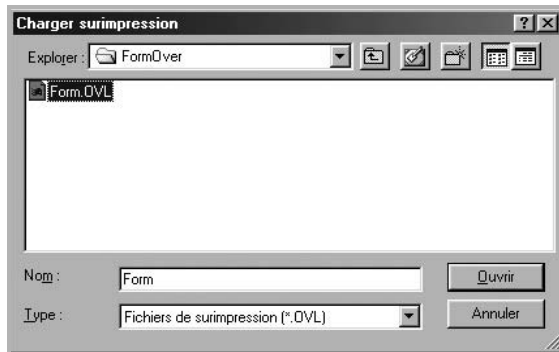 Charger surimpression
Explorer : FormOver
Form.OVL
Nom : Form
Ouvrir
Type : Fichiers de surimpression (*.OVL)
Annuler